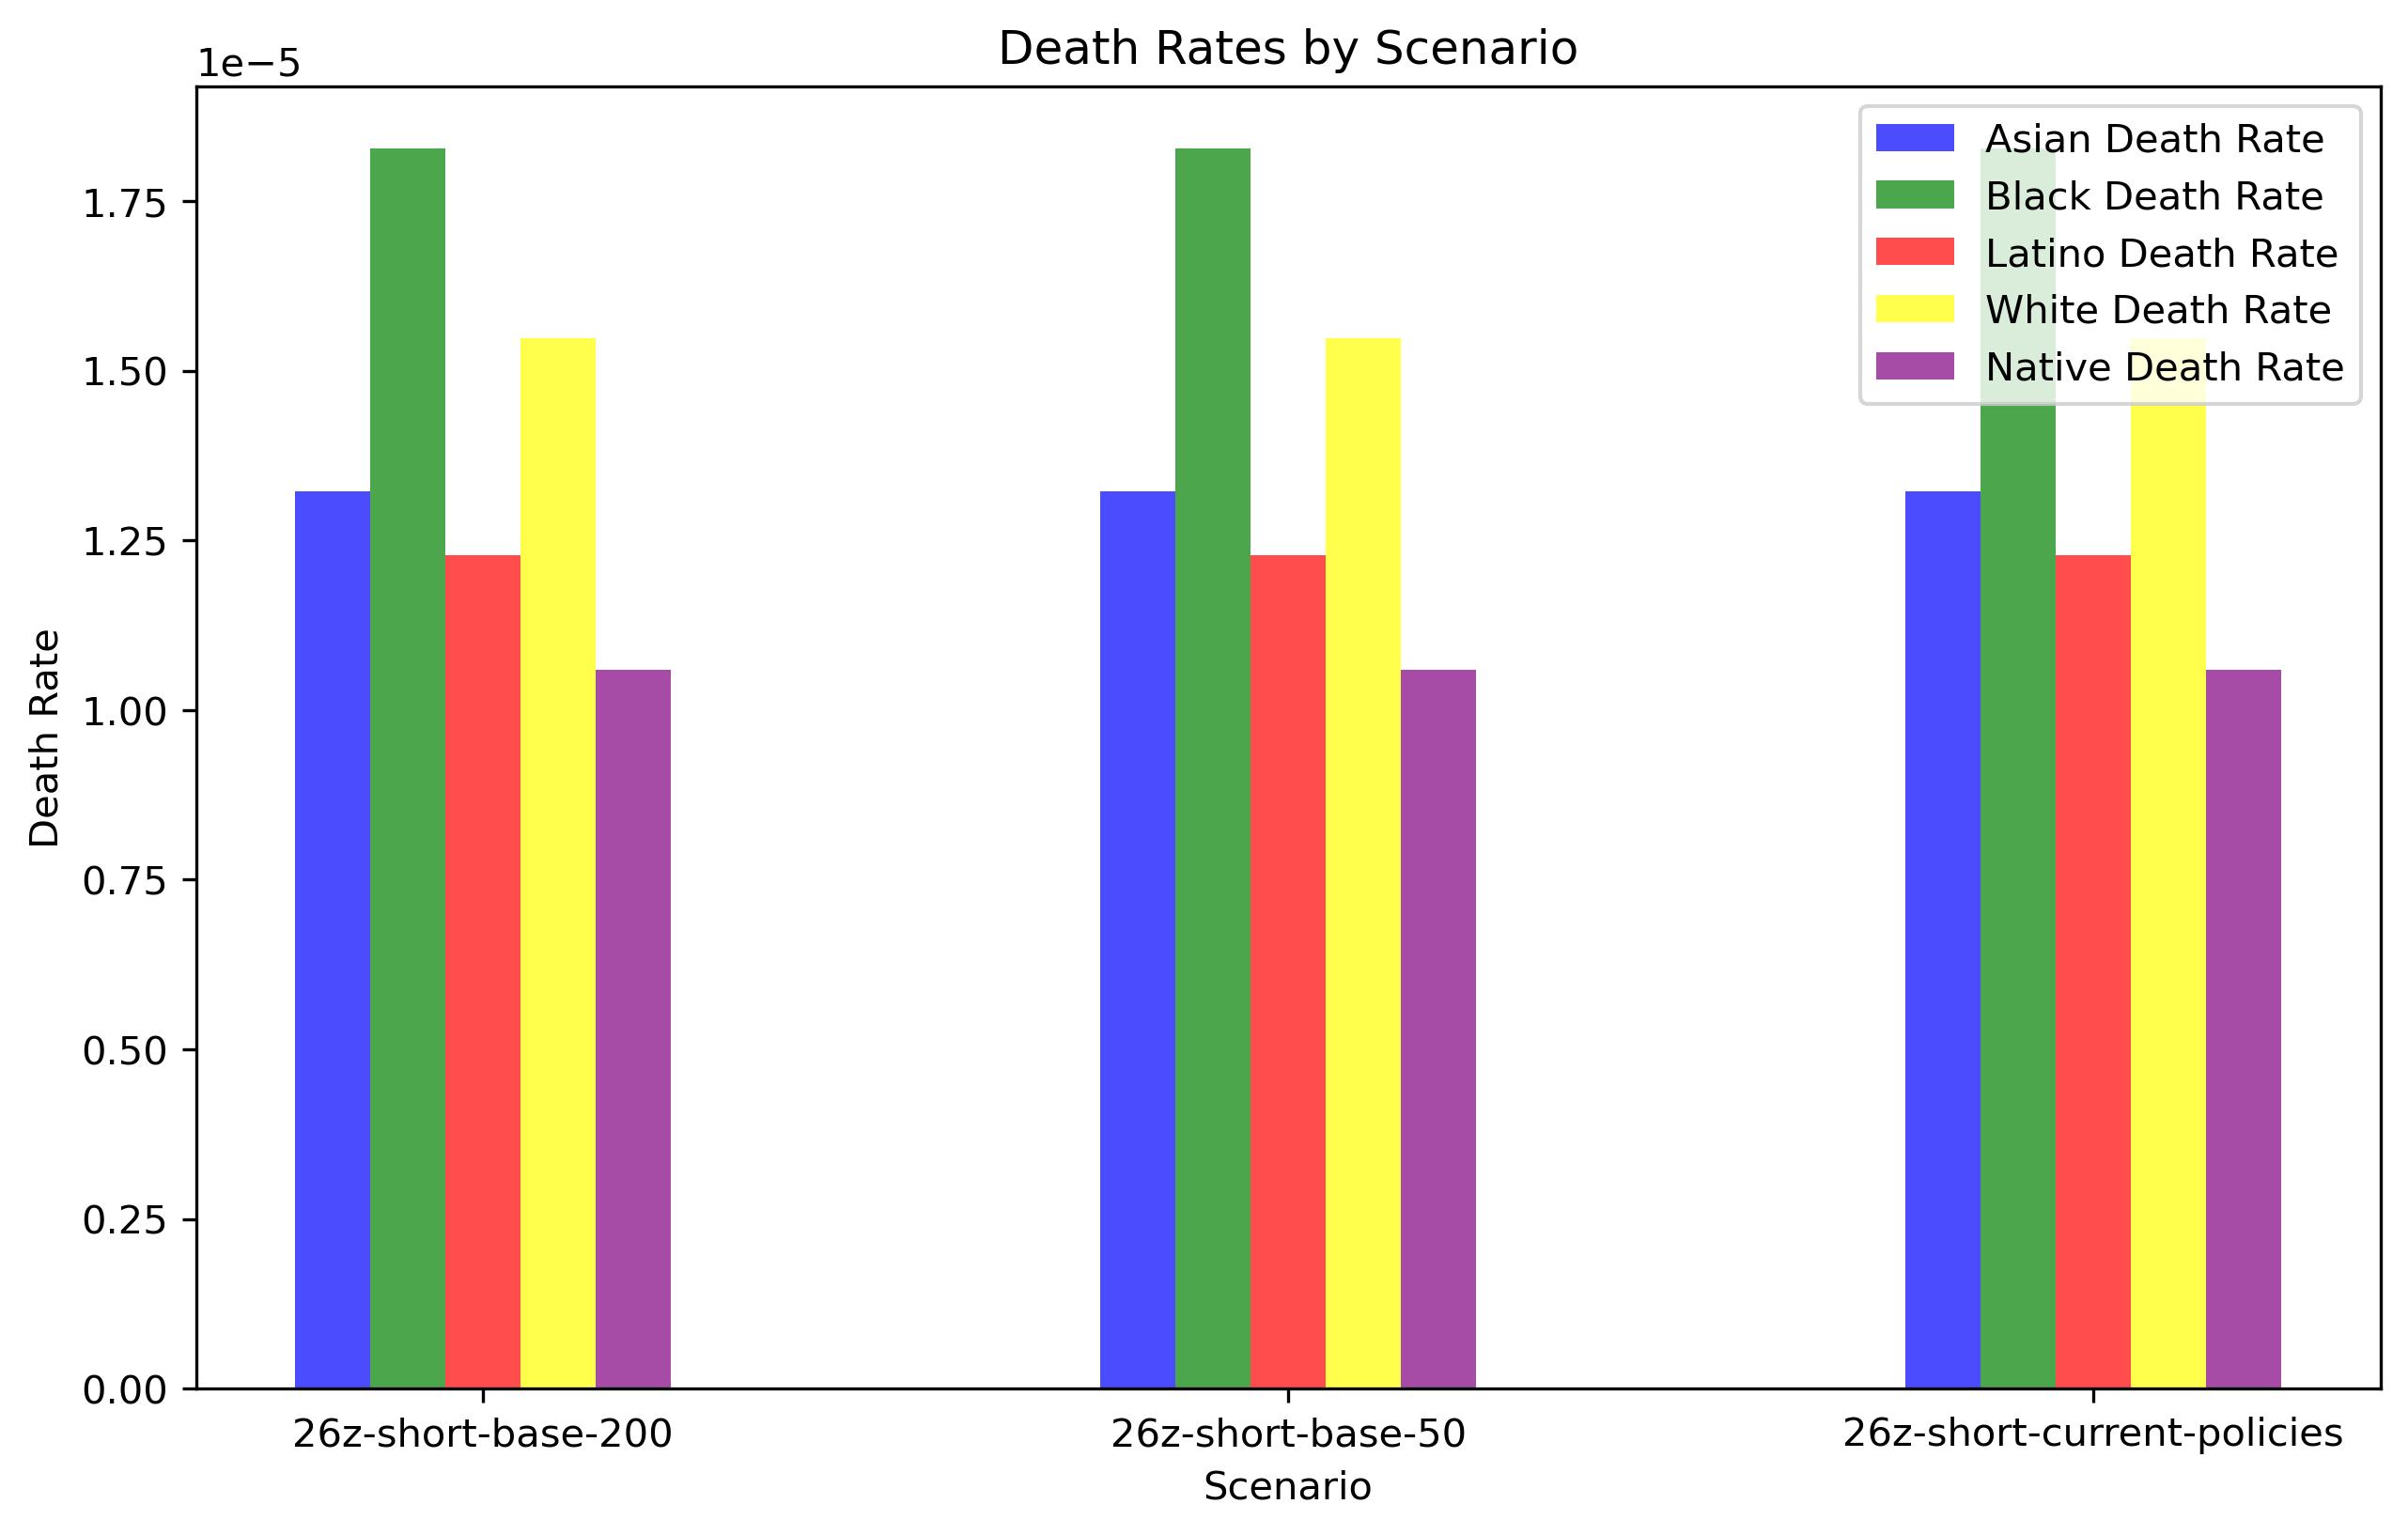 Death Rates by Scenario
1e−5
1.75
1.50
1.25
1.00
0.75
0.50
0.25
0.00
Death Rate
Asian Death Rate
Black Death Rate
Latino Death Rate
White Death Rate
Native Death Rate
26z-short-base-200
26z-short-base-50
26z-short-current-policies
Scenario